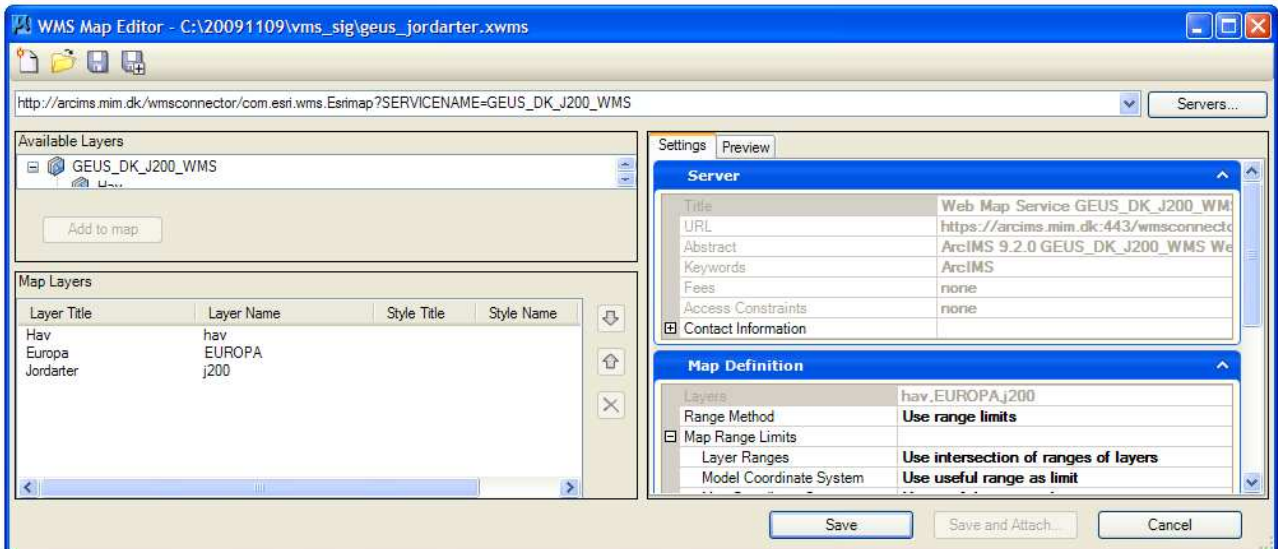 WMS Map Editor - C:\20091109\vms_sig\geus_jordarter.xwms
http://arcims.mim.dk/wmsconnector/com.esri.wms.Esrimap?SERVICENAME=GEUS_DK_J200_WMS
Servers...
Available Layers
GEUS_DK_J200_WMS
Hav
Add to map
Map Layers
Layer Title Layer Name Style Title Style Name
Hav hav
Europa EUROPA
Jordarter j200
Settings Preview
Server
Title Web Map Service GEUS_DK_J200_WMS
URL https://arcims.mim.dk:443/wmsconnecto
Abstract ArcIMS 9.2.0 GEUS_DK_J200_WMS We
Keywords ArcIMS
Fees none
Access Constraints none
Contact Information
Map Definition
Layers hav,EUROPA,j200
Range Method Use range limits
Map Range Limits
Layer Ranges Use intersection of ranges of layers
Model Coordinate System Use useful range as limit
Save Save and Attach... Cancel